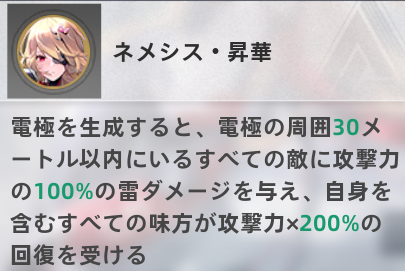 ネメシス・昇華
電極を生成すると、電極の周囲30メ
ートル以内にいるすべての敵に攻撃力
の100%の雷ダメージを与え、自身を
含むすべての味方が攻撃力×200%の
回復を受ける